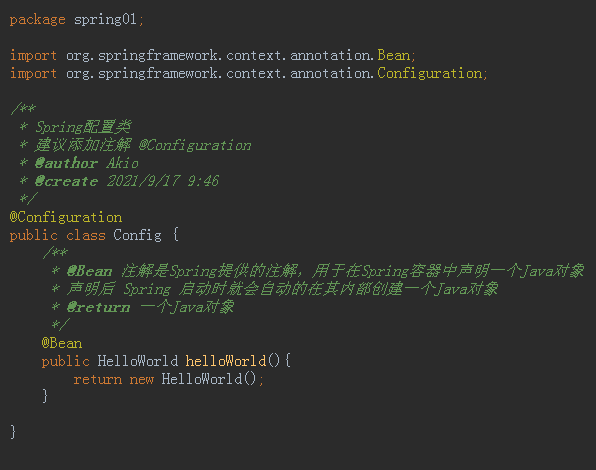 package spring01;
import org.springframework.context.annotation.Bean;
import org.springframework.context.annotation.Configuration;
/**
 * Spring配置类
 * 建议添加注解 @Configuration
 * @author Akio
 * @create 2021/9/17 9:46
 */
@Configuration
public class Config {
    /**
     * @Bean 注解是Spring提供的注解，用于在Spring容器中声明一个Java对象
     * 声明后 Spring 启动时就会自动的在其内部创建一个Java对象
     * @return 一个Java对象
     */
    @Bean
    public HelloWorld helloWorld(){
        return new HelloWorld();
    }
}